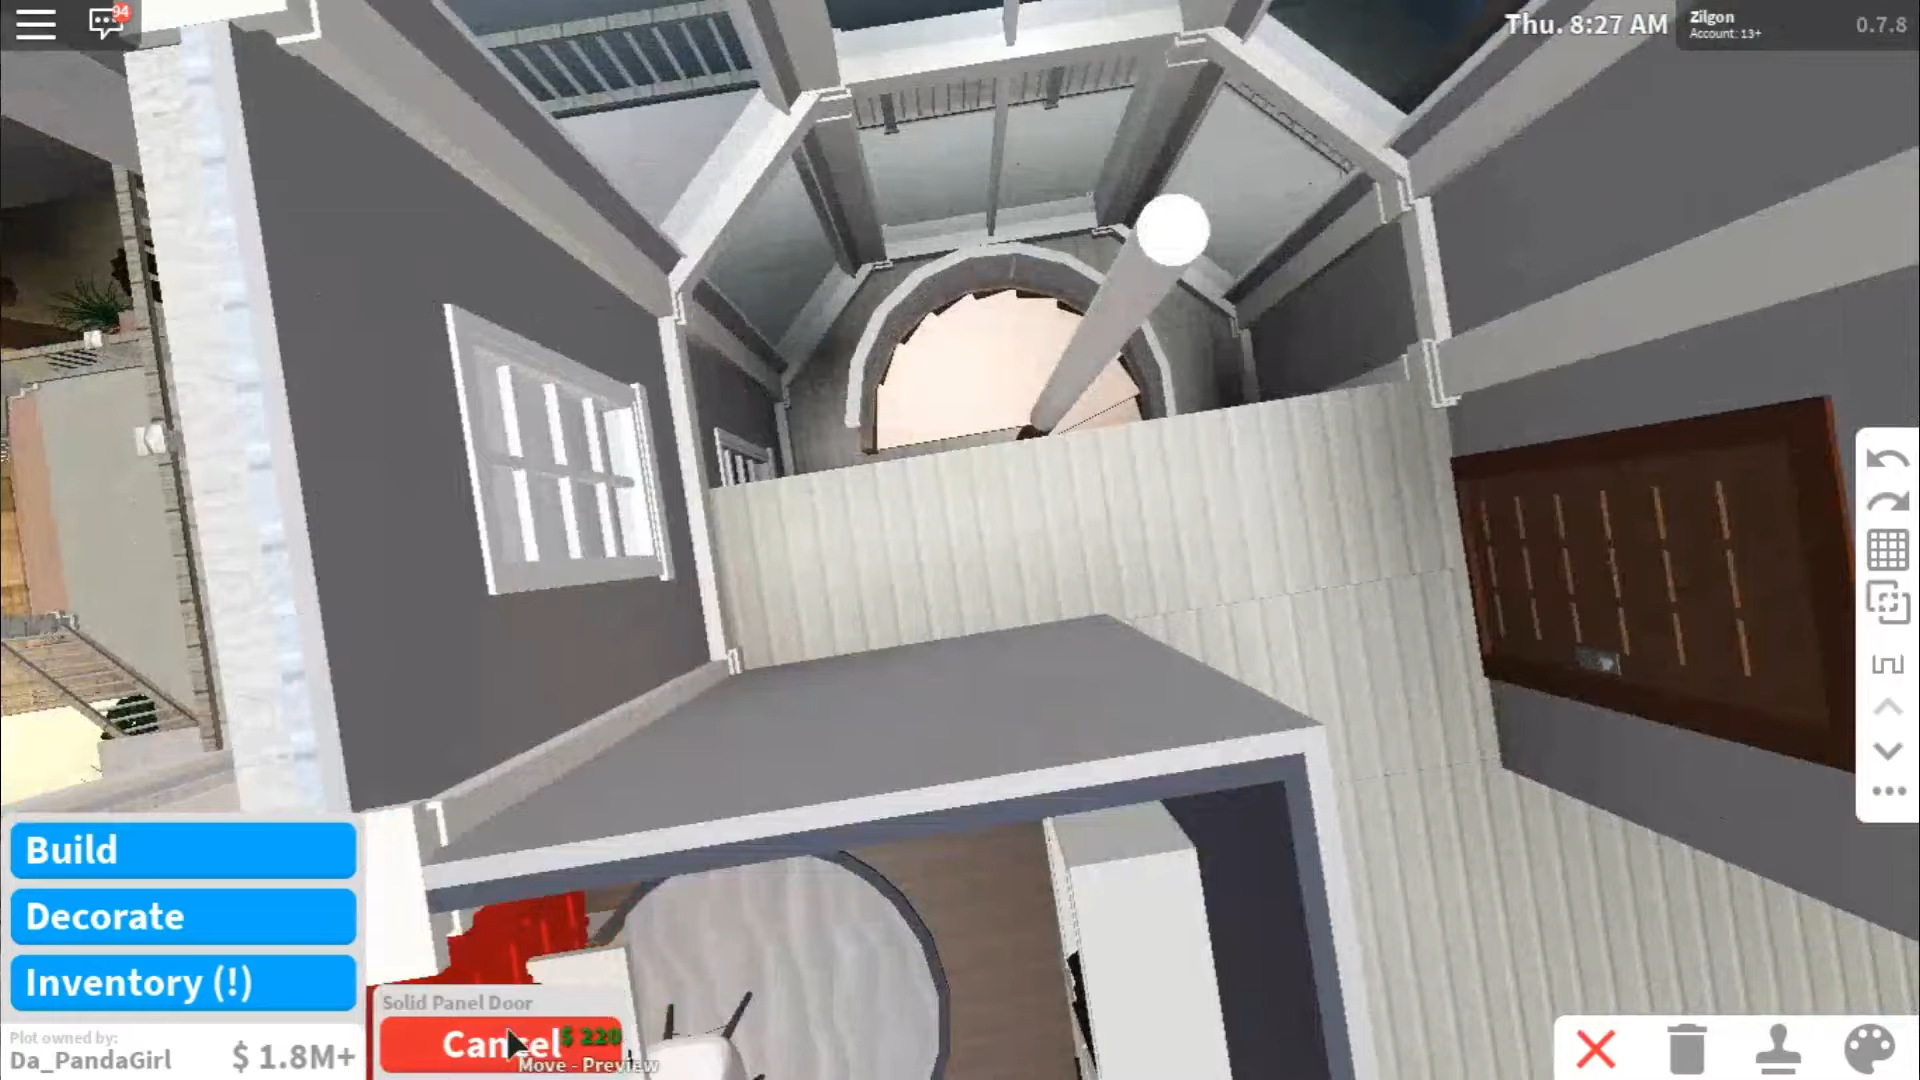 94
Thu. 8:27 AM
Zilgon
Account: 13+
0.7.8
Build
Decorate
Inventory (!)
Plot owned by:
Da_PandaGirl
$ 1.8M+
Solid Panel Door
Cancel
$ 220
Move - Preview